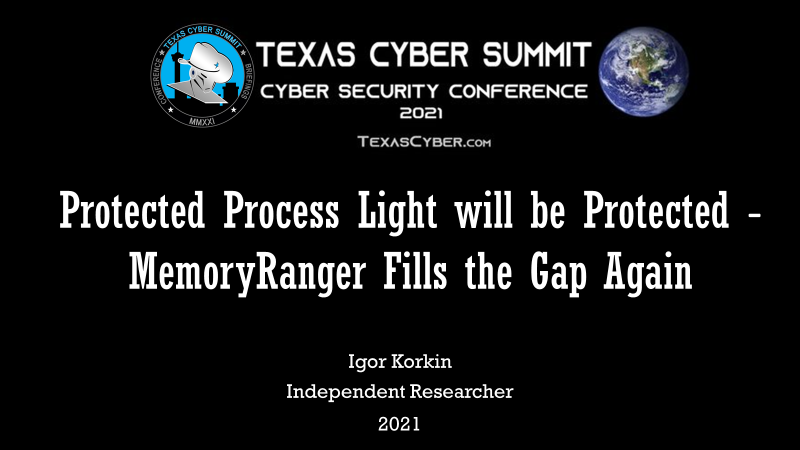 TEXAS CYBER SUMMIT
CONFERENCE
BRIEFINGS
MMXXI
TEXAS CYBER SUMMIT
CYBER SECURITY CONFERENCE
2021
TEXASCYBER.COM
Protected Process Light will be Protected –
MemoryRanger Fills the Gap Again
Igor Korkin
Independent Researcher
2021